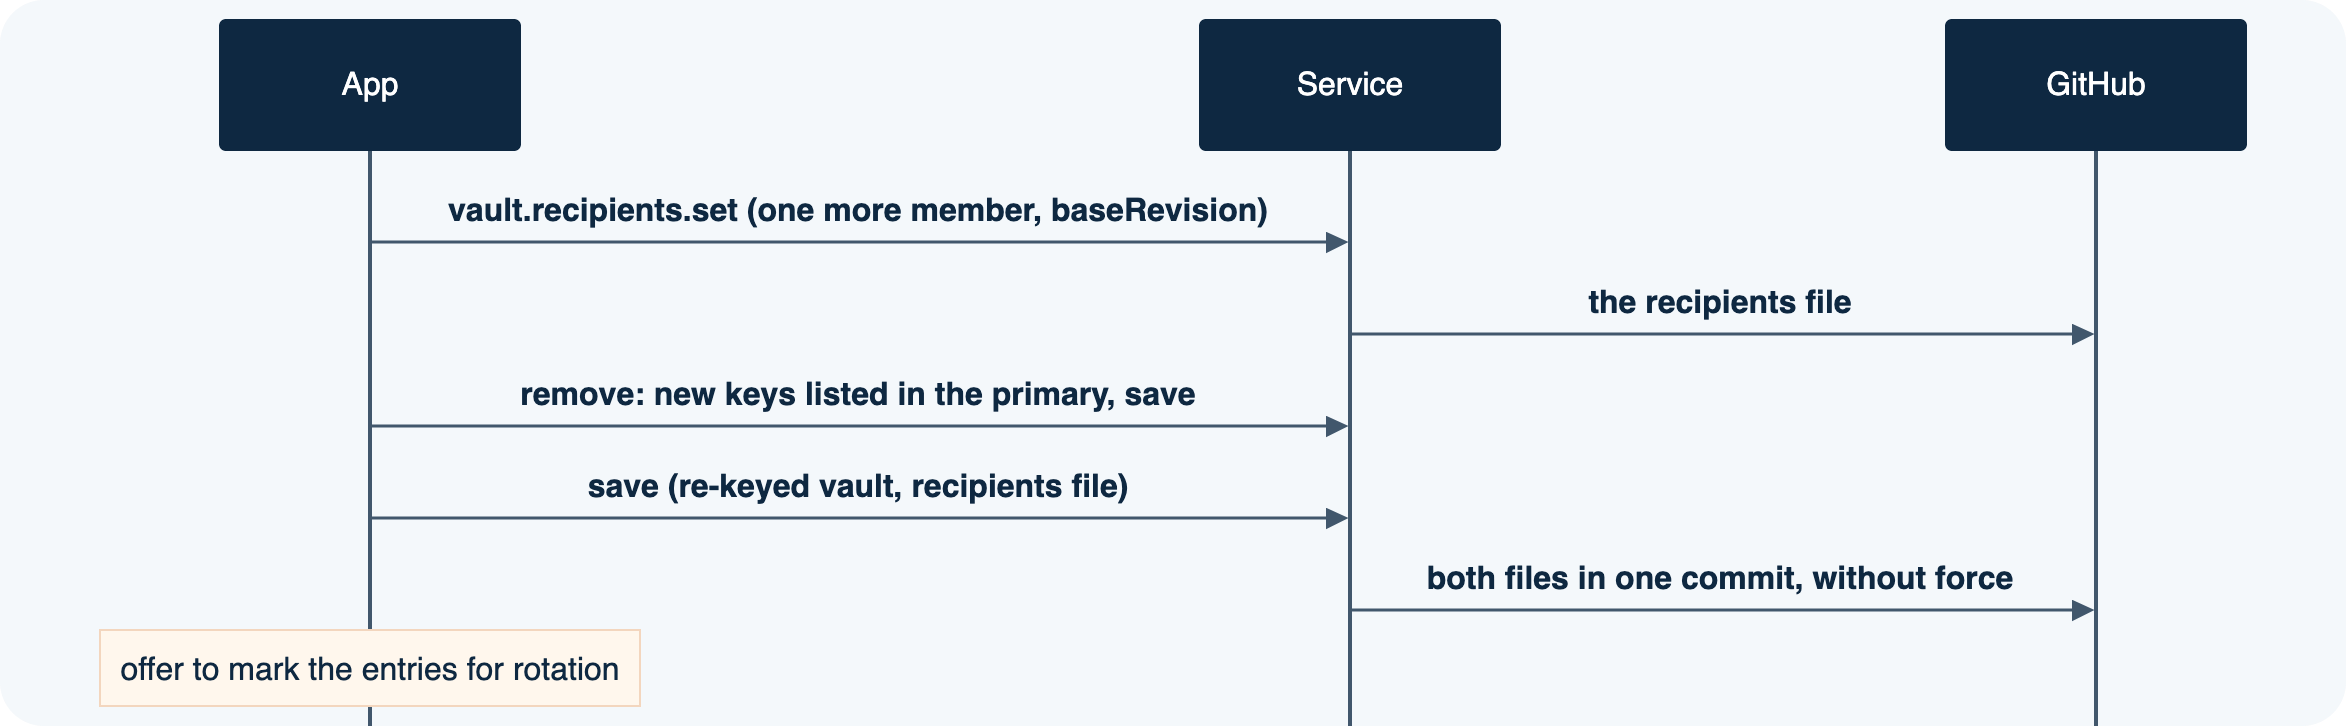 App
Service
GitHub
vault.recipients.set (one more member, baseRevision)
the recipients file
remove: new keys listed in the primary, save
save (re-keyed vault, recipients file)
both files in one commit, without force
offer to mark the entries for rotation